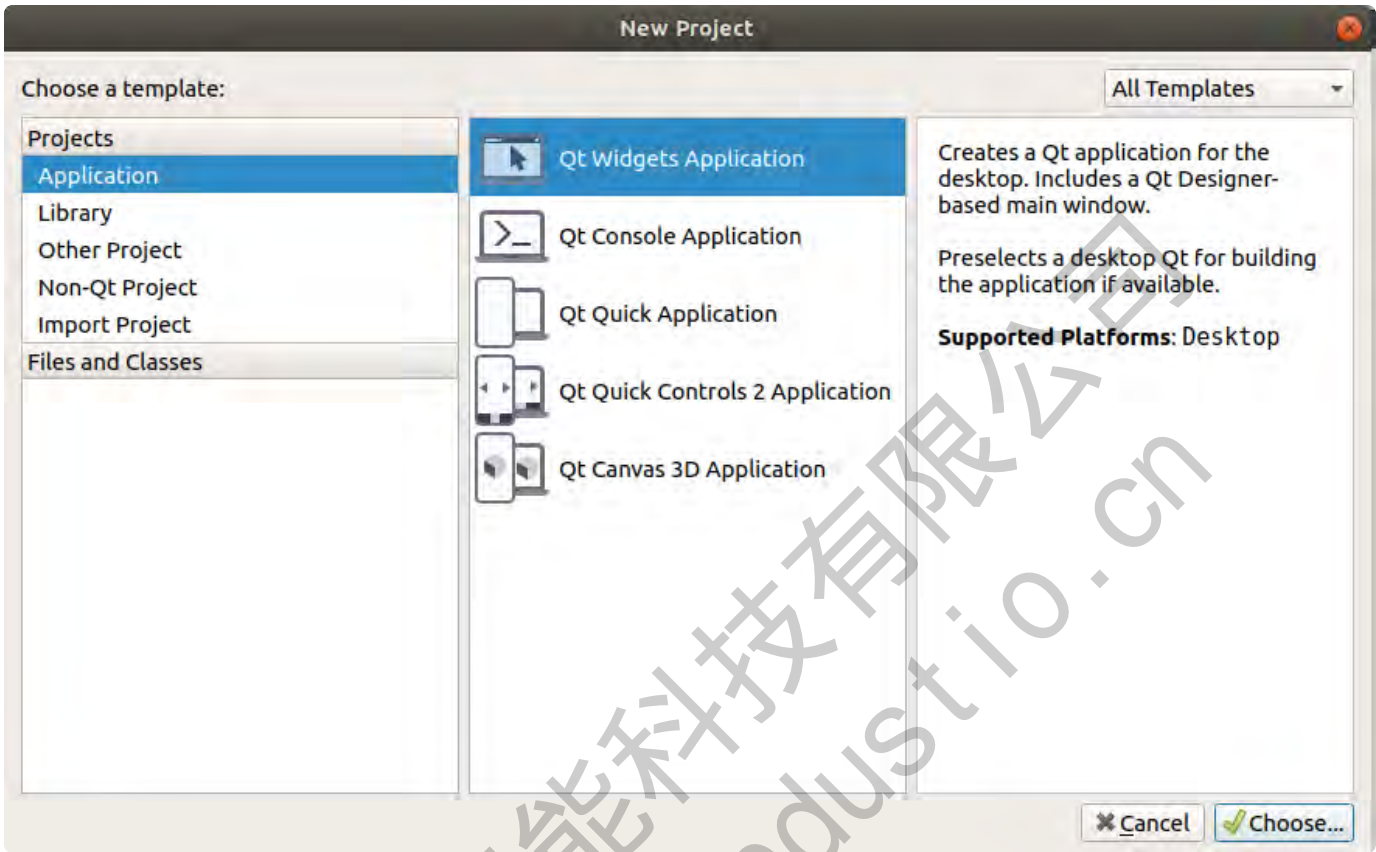 New Project
Choose a template:
All Templates
Projects
Application
Library
Other Project
Non-Qt Project
Import Project
Files and Classes
Qt Widgets Application
Qt Console Application
Qt Quick Application
Qt Quick Controls 2 Application
Qt Canvas 3D Application
Creates a Qt application for the
desktop. Includes a Qt Designer-
based main window.
Preselects a desktop Qt for building
the application if available.
Supported Platforms: Desktop
Cancel
Choose...
能科技有限公司
dustio.cn